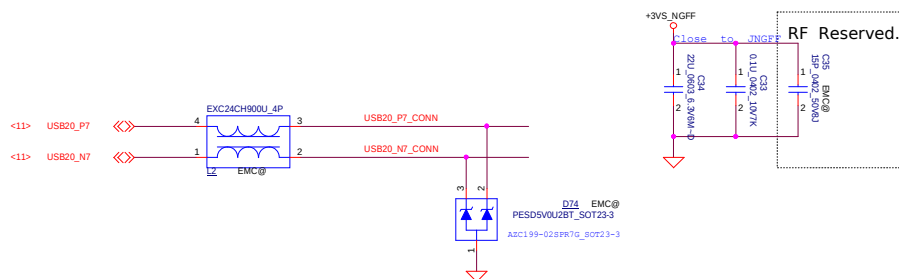 +3VS_NGFF
Close to JNGFF
RF Reserved.
1
2
C34
22U_0603_6.3V6M~D
1
2
C33
0.1U_0402_10V7K
1
2
C35
15P_0402_50V8J
EMC@
EXC24CH900U_4P
<11> USB20_P7
4
3
USB20_P7_CONN
<11> USB20_N7
1
2
USB20_N7_CONN
L2
EMC@
3
2
D74
EMC@
PESD5V0U2BT_SOT23-3
AZC199-02SPR7G_SOT23-3
1